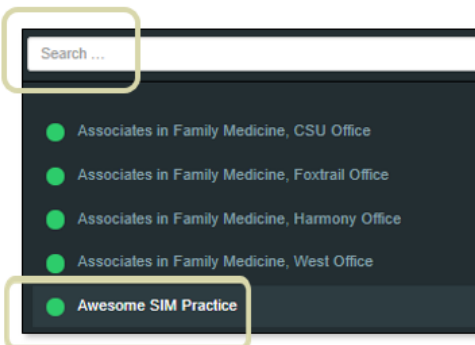 Search ...
Associates in Family Medicine, CSU Office
Associates in Family Medicine, Foxtrail Office
Associates in Family Medicine, Harmony Office
Associates in Family Medicine, West Office
Awesome SIM Practice